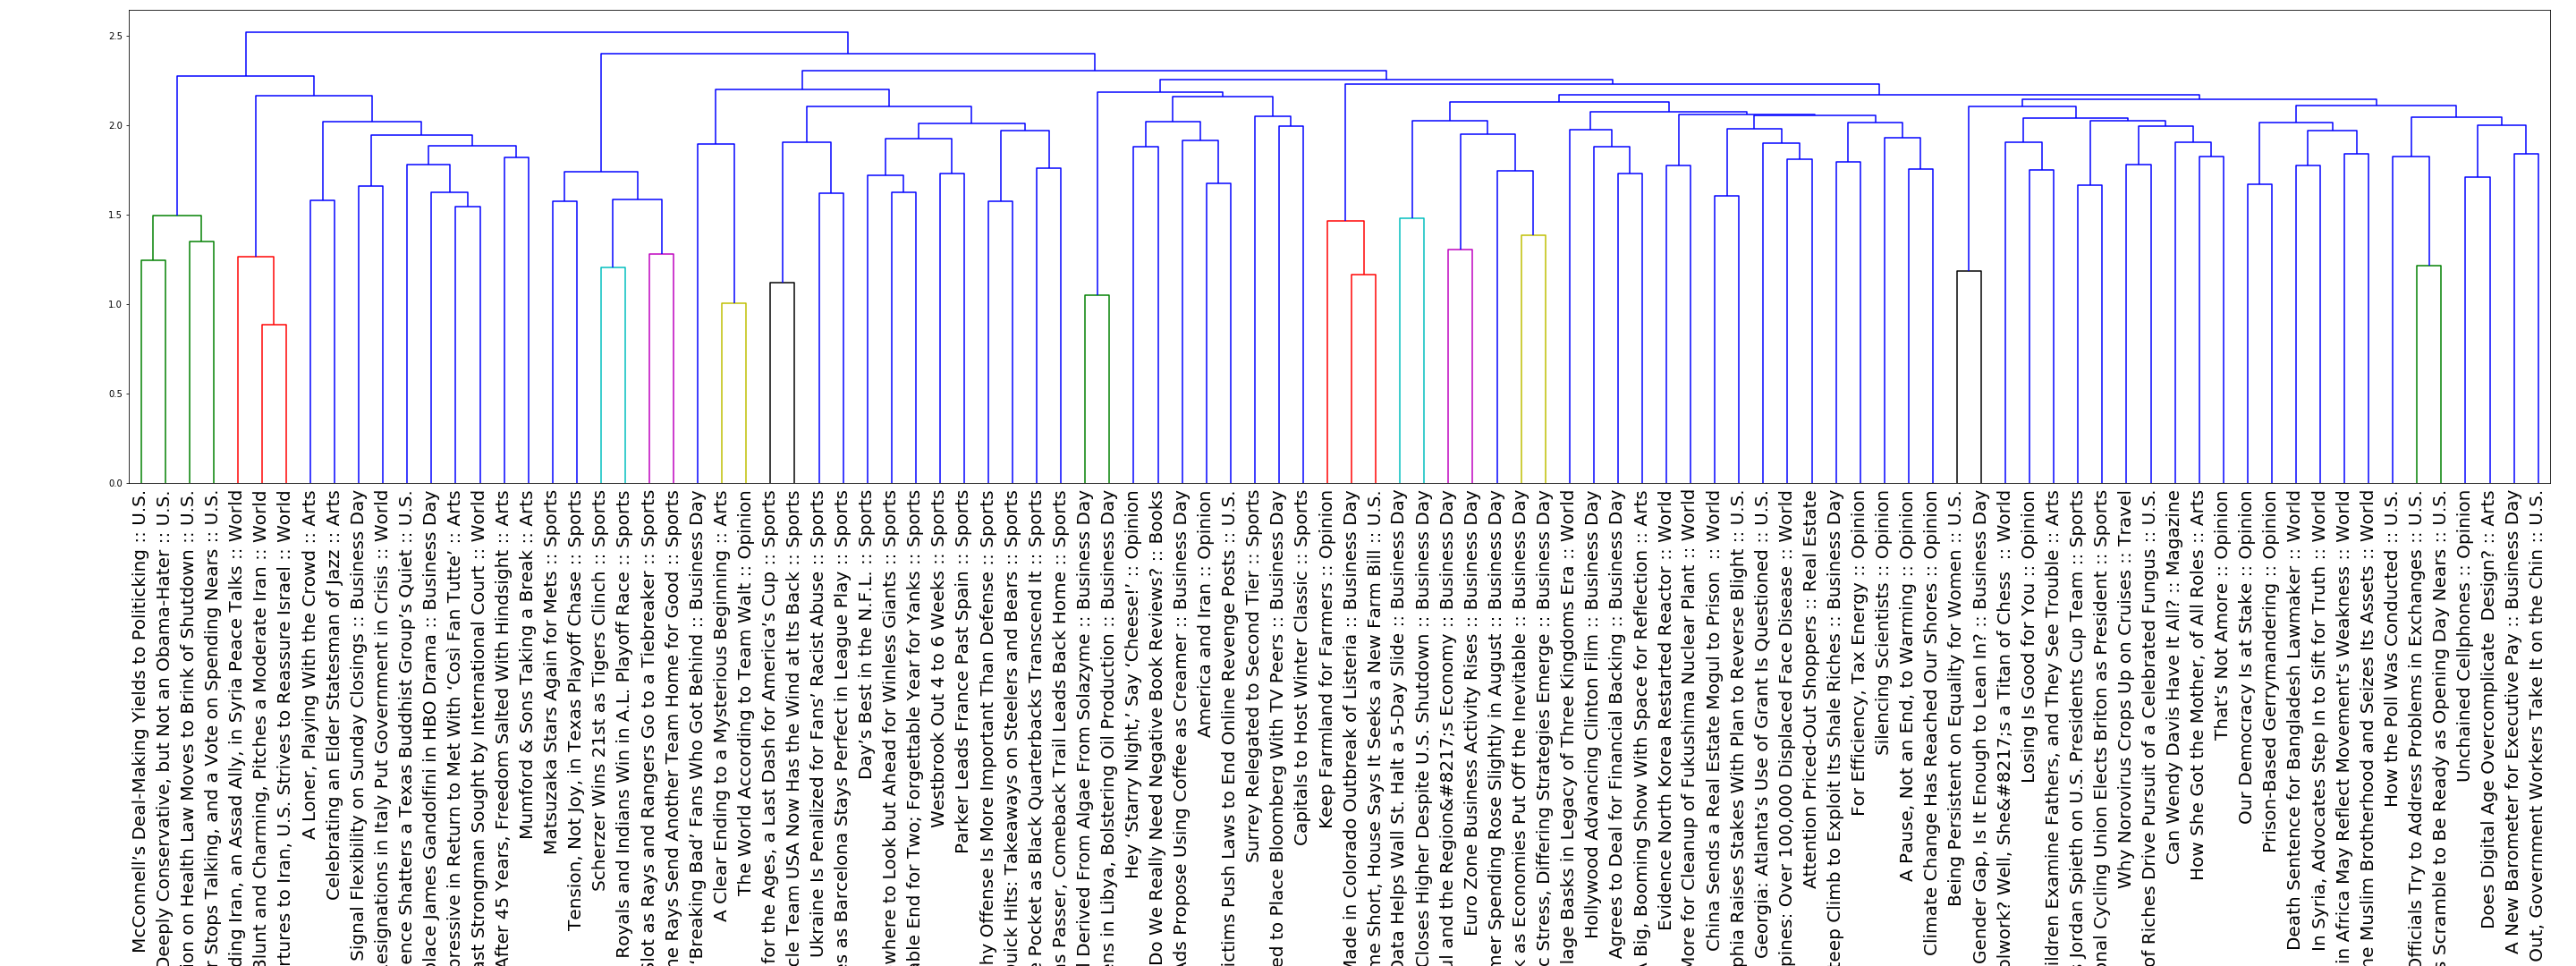 2.5
2.0
1.5
1.0
0.5
0.0
McConnell's Deal-Making Yields to Politicking :: U.S.
Deeply Conservative, but Not an Obama-Hater :: U.S.
ion on Health Law Moves to Brink of Shutdown :: U.S.
r Stops Talking, and a Vote on Spending Nears :: U.S.
ding Iran, an Assad Ally, in Syria Peace Talks :: World
Blunt and Charming, Pitches a Moderate Iran :: World
rtures to Iran, U.S. Strives to Reassure Israel :: World
A Loner, Playing With the Crowd :: Arts
Celebrating an Elder Statesman of Jazz :: Arts
Signal Flexibility on Sunday Closings :: Business Day
esignations in Italy Put Government in Crisis :: World
ence Shatters a Texas Buddhist Group's Quiet :: U.S.
place James Gandolfini in HBO Drama :: Business Day
pressive in Return to Met With ‘Così Fan Tutte’ :: Arts
ast Strongman Sought by International Court :: World
After 45 Years, Freedom Salted With Hindsight :: Arts
Mumford & Sons Taking a Break :: Arts
Matsuzaka Stars Again for Mets :: Sports
Tension, Not Joy, in Texas Playoff Chase :: Sports
Scherzer Wins 21st as Tigers Clinch :: Sports
Royals and Indians Win in A.L. Playoff Race :: Sports
Slot as Rays and Rangers Go to a Tiebreaker :: Sports
he Rays Send Another Team Home for Good :: Sports
‘Breaking Bad’ Fans Who Got Behind :: Business Day
A Clear Ending to a Mysterious Beginning :: Arts
The World According to Team Walt :: Opinion
for the Ages, a Last Dash for America's Cup :: Sports
cle Team USA Now Has the Wind at Its Back :: Sports
Ukraine Is Penalized for Fans’ Racist Abuse :: Sports
es as Barcelona Stays Perfect in League Play :: Sports
Day's Best in the N.F.L. :: Sports
where to Look but Ahead for Winless Giants :: Sports
able End for Two; Forgettable Year for Yanks :: Sports
Westbrook Out 4 to 6 Weeks :: Sports
Parker Leads France Past Spain :: Sports
hy Offense Is More Important Than Defense :: Sports
uick Hits: Takeaways on Steelers and Bears :: Sports
e Pocket as Black Quarterbacks Transcend It :: Sports
as Passer, Comeback Trail Leads Back Home :: Sports
l Derived From Algae From Solazyme :: Business Day
ens in Libya, Bolstering Oil Production :: Business Day
Hey ‘Starry Night,’ Say ‘Cheese!’ :: Opinion
Do We Really Need Negative Book Reviews? :: Books
Ads Propose Using Coffee as Creamer :: Business Day
America and Iran :: Opinion
ictims Push Laws to End Online Revenge Posts :: U.S.
Surrey Relegated to Second Tier :: Sports
ed to Place Bloomberg With TV Peers :: Business Day
Capitals to Host Winter Classic :: Sports
Keep Farmland for Farmers :: Opinion
Made in Colorado Outbreak of Listeria :: Business Day
me Short, House Says It Seeks a New Farm Bill :: U.S.
Data Helps Wall St. Halt a 5-Day Slide :: Business Day
Closes Higher Despite U.S. Shutdown :: Business Day
ul and the Region&#8217;s Economy :: Business Day
Euro Zone Business Activity Rises :: Business Day
mer Spending Rose Slightly in August :: Business Day
k as Economies Put Off the Inevitable :: Business Day
c Stress, Differing Strategies Emerge :: Business Day
lage Basks in Legacy of Three Kingdoms Era :: World
Hollywood Advancing Clinton Film :: Business Day
Agrees to Deal for Financial Backing :: Business Day
A Big, Booming Show With Space for Reflection :: Arts
Evidence North Korea Restarted Reactor :: World
More for Cleanup of Fukushima Nuclear Plant :: World
China Sends a Real Estate Mogul to Prison :: World
phia Raises Stakes With Plan to Reverse Blight :: U.S.
Georgia: Atlanta's Use of Grant Is Questioned :: U.S.
pines: Over 100,000 Displaced Face Disease :: World
Attention Priced-Out Shoppers :: Real Estate
teep Climb to Exploit Its Shale Riches :: Business Day
For Efficiency, Tax Energy :: Opinion
Silencing Scientists :: Opinion
A Pause, Not an End, to Warming :: Opinion
Climate Change Has Reached Our Shores :: Opinion
Being Persistent on Equality for Women :: U.S.
Gender Gap, Is It Enough to Lean In? :: Business Day
olwork? Well, She&#8217;s a Titan of Chess :: World
Losing Is Good for You :: Opinion
ildren Examine Fathers, and They See Trouble :: Arts
s Jordan Spieth on U.S. Presidents Cup Team :: Sports
onal Cycling Union Elects Briton as President :: Sports
Why Norovirus Crops Up on Cruises :: Travel
of Riches Drive Pursuit of a Celebrated Fungus :: U.S.
Can Wendy Davis Have It All? :: Magazine
How She Got the Mother, of All Roles :: Arts
That's Not Amore :: Opinion
Our Democracy Is at Stake :: Opinion
Prison-Based Gerrymandering :: Opinion
Death Sentence for Bangladesh Lawmaker :: World
In Syria, Advocates Step In to Sift for Truth :: World
in Africa May Reflect Movement's Weakness :: World
he Muslim Brotherhood and Seizes Its Assets :: World
How the Poll Was Conducted :: U.S.
Officials Try to Address Problems in Exchanges :: U.S.
s Scramble to Be Ready as Opening Day Nears :: U.S.
Unchained Cellphones :: Opinion
Does Digital Age Overcomplicate Design? :: Arts
A New Barometer for Executive Pay :: Business Day
Out, Government Workers Take It on the Chin :: U.S.